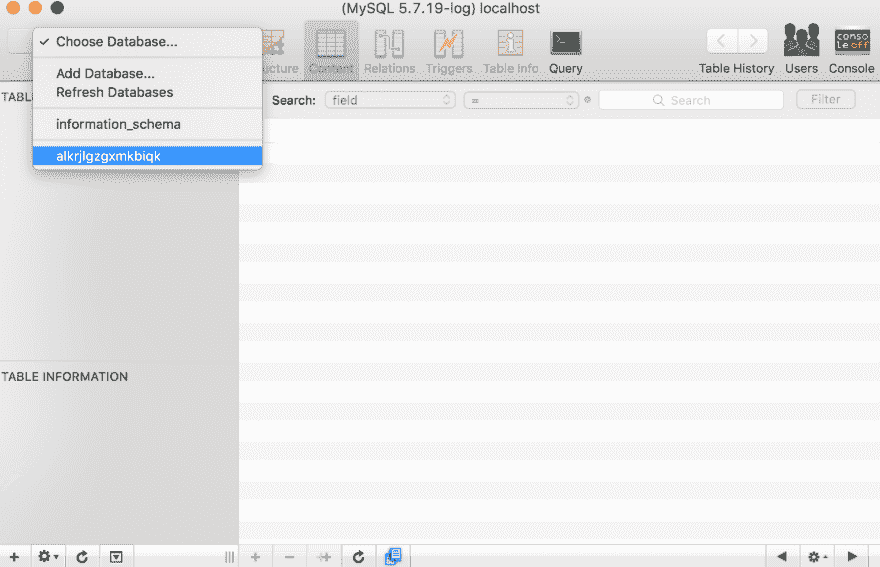 (MySQL 5.7.19-log) localhost
Choose Database...
Add Database...
Refresh Databases
information_schema
alkrjlgzgxmkbiqk
ucture
Content
Relations
Triggers
Table Info
Query
Table History
Users
conso
le off
Console
TABL
Search:
field
=
Search
Filter
TABLE INFORMATION